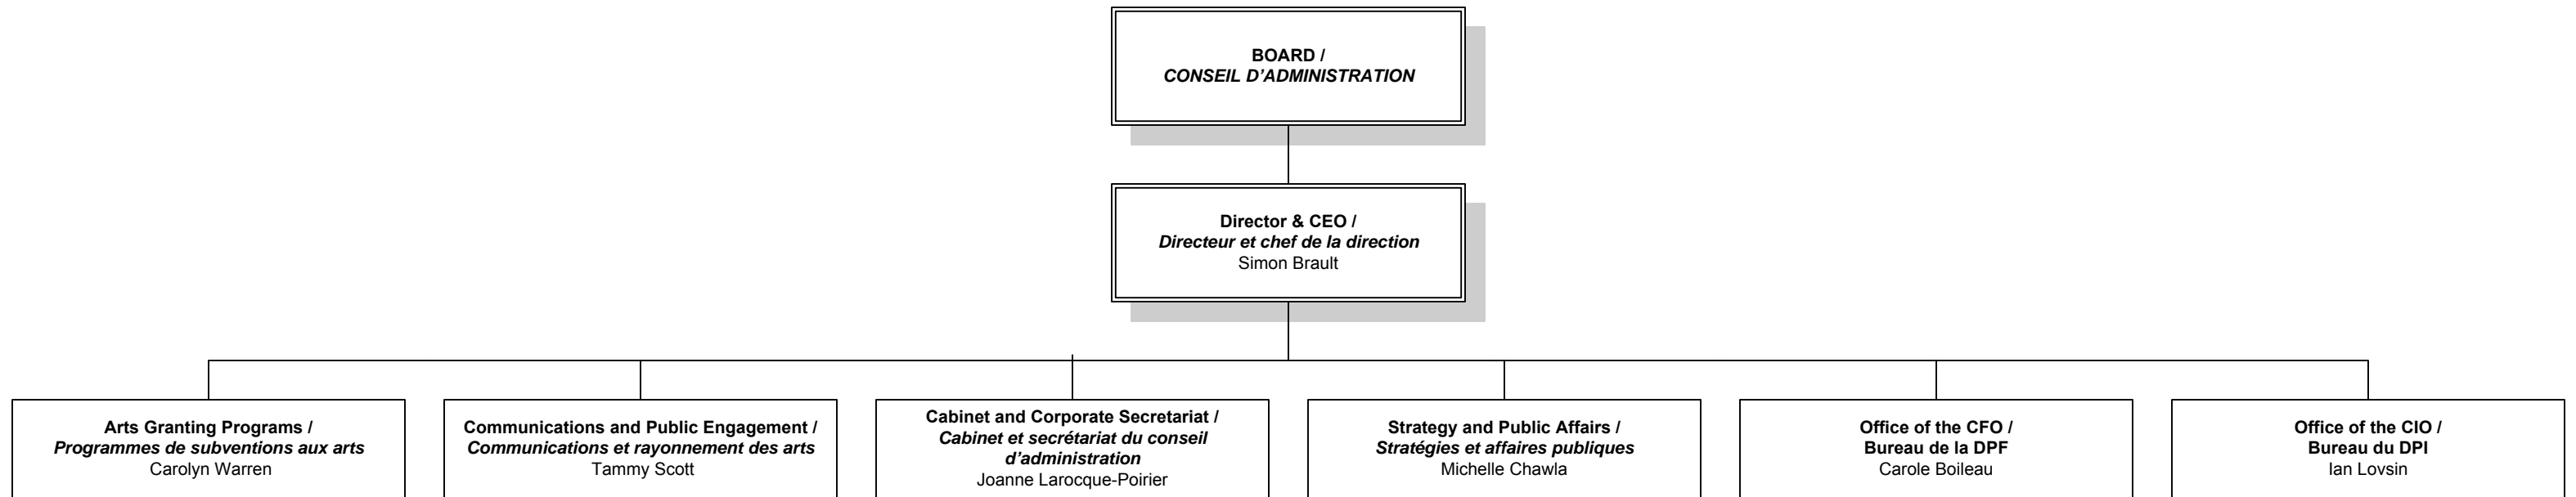 BOARD /
CONSEIL D'ADMINISTRATION
Director & CEO /
Directeur et chef de la direction
Simon Brault
Arts Granting Programs /
Programmes de subventions aux arts
Carolyn Warren
Communications and Public Engagement /
Communications et rayonnement des arts
Tammy Scott
Cabinet and Corporate Secretariat /
Cabinet et secrétariat du conseil
d'administration
Joanne Larocque-Poirier
Strategy and Public Affairs /
Stratégies et affaires publiques
Michelle Chawla
Office of the CFO /
Bureau de la DPF
Carole Boileau
Office of the CIO /
Bureau du DPI
Ian Lovsin